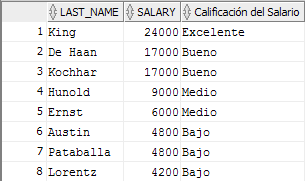 LAST_NAME SALARY Calificación del Salario
1 King 24000 Excelente
2 De Haan 17000 Bueno
3 Kochhar 17000 Bueno
4 Hunold 9000 Medio
5 Ernst 6000 Medio
6 Austin 4800 Bajo
7 Pataballa 4800 Bajo
8 Lorentz 4200 Bajo